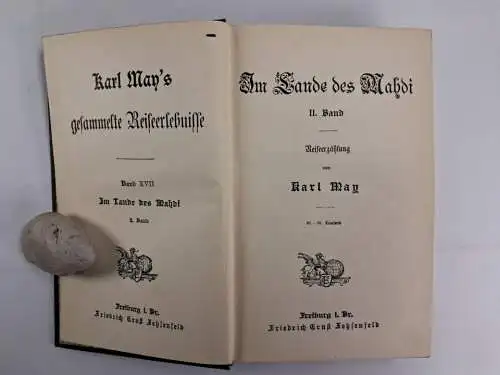 Karl May's
gesammelte Reiseerlebnisse
Band XVII
Im Lande des Mahdi
2. Band
Freiburg i. Br.
Friedrich Ernst Fehsenfeld
Im Lande des Mahdi
II. Band
Reiseerzählung
von
Karl May
Tausend
Freiburg i. Br.
Friedrich Ernst Fehsenfeld